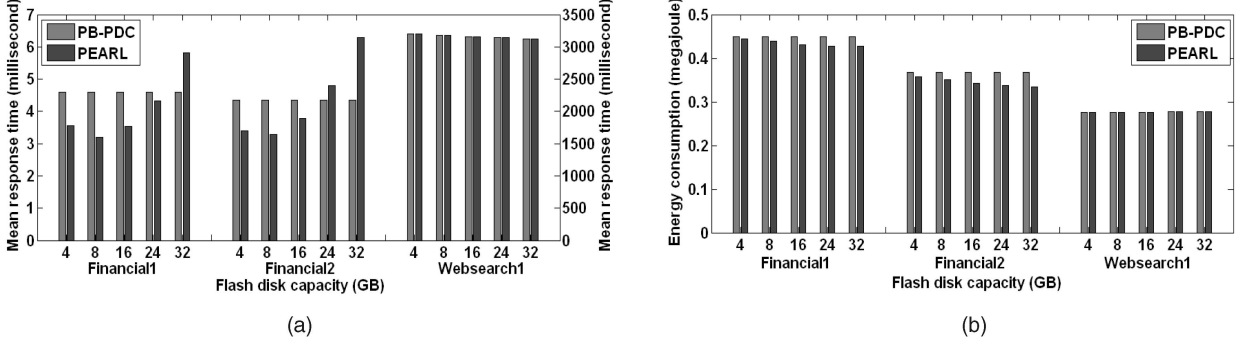 Mean response time (millisecond)
7
6
5
4
3
2
1
0
PB-PDC
PEARL
3500
3000
2500
2000
1500
1000
500
0
Mean response time (millisecond)
4 8 16 24 32 4 8 16 24 32 4 8 16 24 32
Financial1 Financial2 Websearch1
Flash disk capacity (GB)
(a)
Energy consumption (megajoule)
0.5
0.4
0.3
0.2
0.1
0
PB-PDC
PEARL
4 8 16 24 32 4 8 16 24 32 4 8 16 24 32
Financial1 Financial2 Websearch1
Flash disk capacity (GB)
(b)